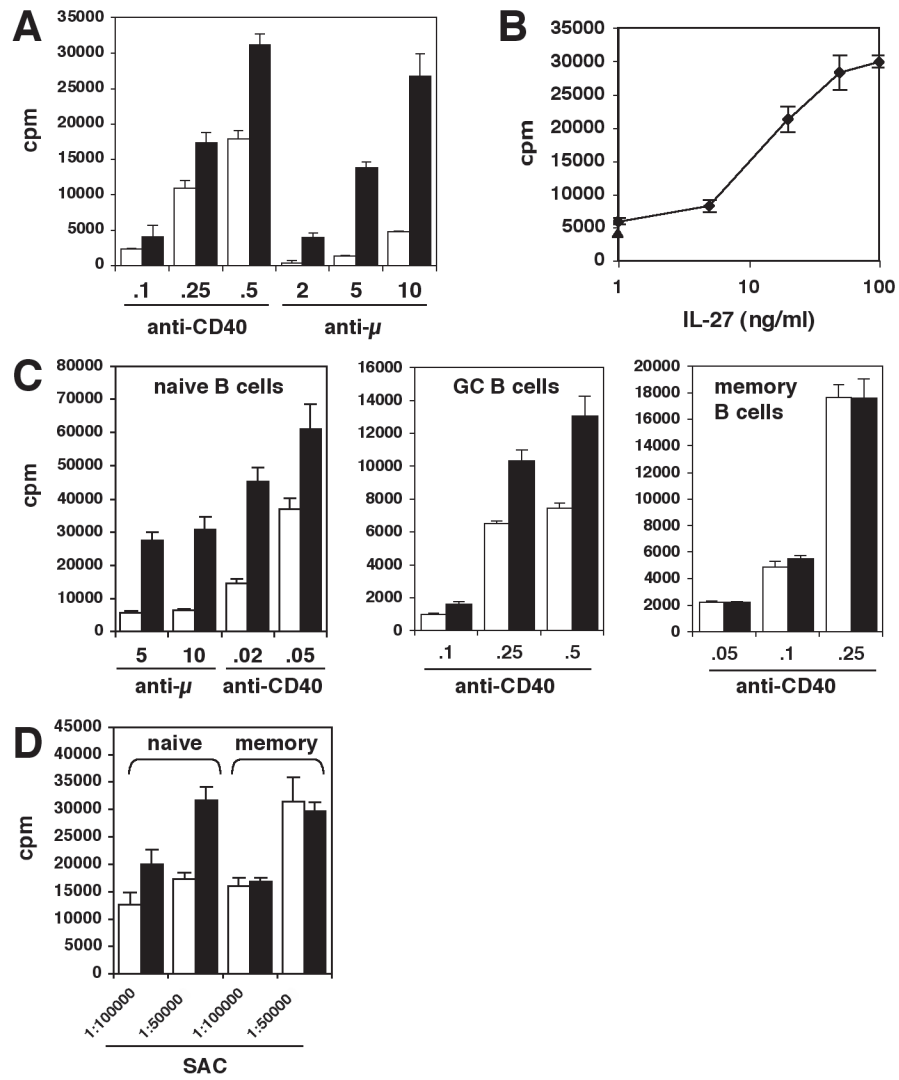 A
35000
30000
25000
20000
15000
10000
5000
0
cpm
.1 .25 .5 2 5 10
anti-CD40 anti-μ
B
35000
30000
25000
20000
15000
10000
5000
0
cpm
1 10 100
IL-27 (ng/ml)
C
80000
70000
60000
50000
40000
30000
20000
10000
0
cpm
naive B cells
5 10 .02 .05
anti-μ anti-CD40
16000
14000
12000
10000
8000
6000
4000
2000
0
GC B cells
.1 .25 .5
anti-CD40
20000
18000
16000
14000
12000
10000
8000
6000
4000
2000
0
memory
B cells
.05 .1 .25
anti-CD40
D
45000
40000
35000
30000
25000
20000
15000
10000
5000
0
cpm
naive memory
1:100000 1:50000 1:100000 1:50000
SAC